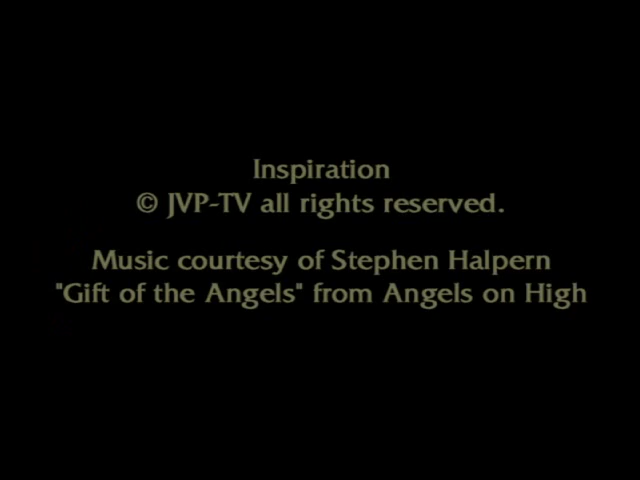 Inspiration
© JVP-TV all rights reserved.
Music courtesy of Stephen Halpern
"Gift of the Angels" from Angels on High